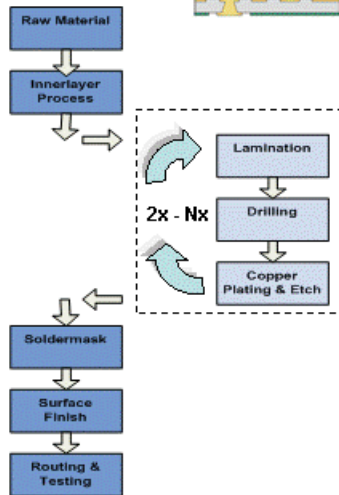 Raw Material
Innerlayer
Process
Lamination
2x - Nx
Drilling
Copper
Plating & Etch
Soldermask
Surface
Finish
Routing &
Testing